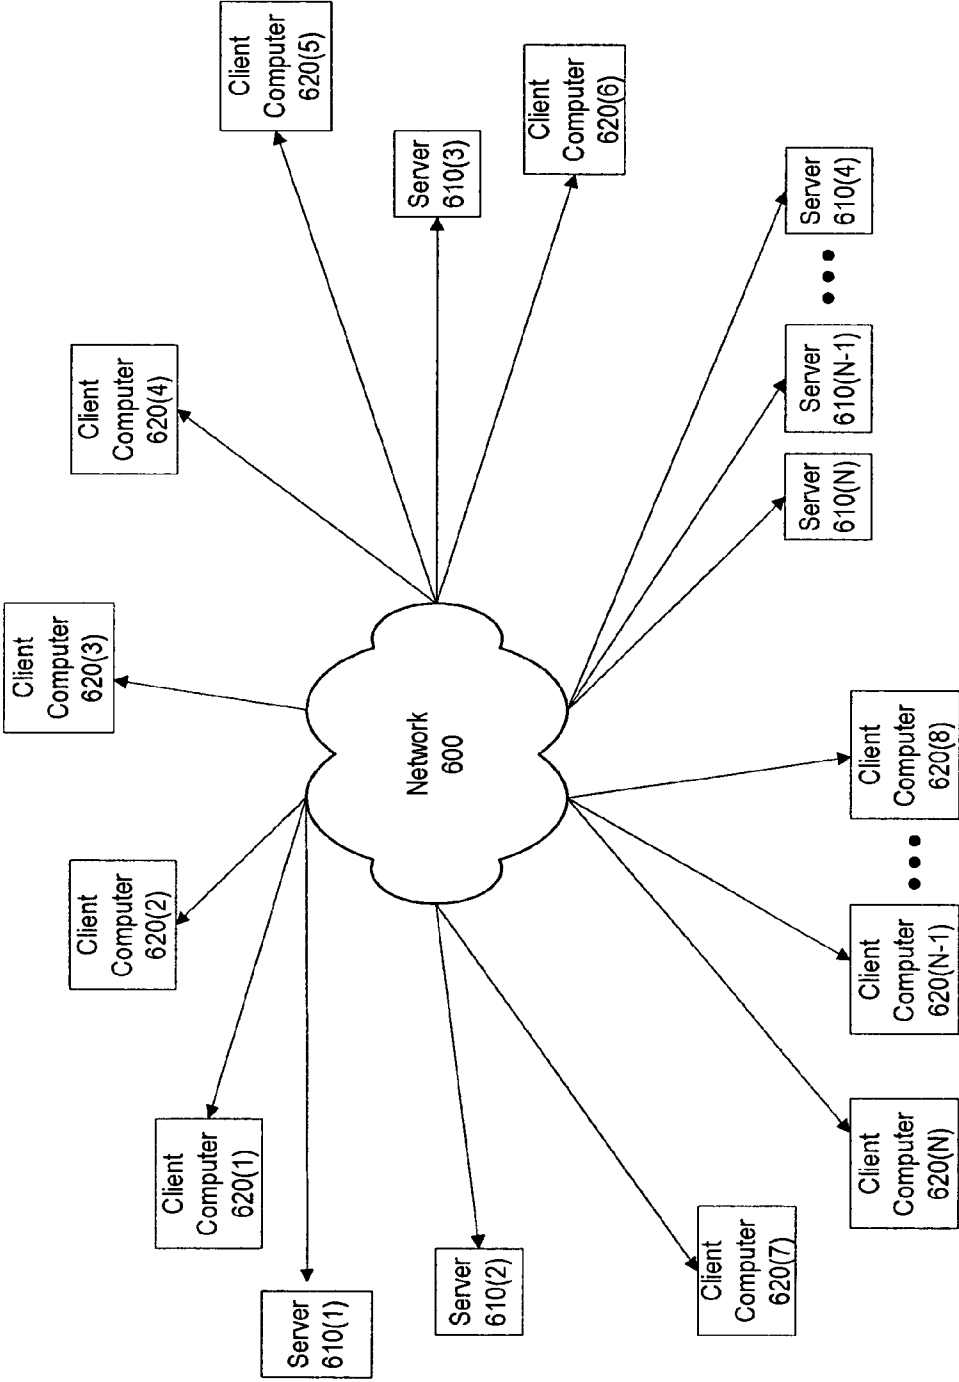 Server
610(1)
Client
Computer
620(1)
Client
Computer
620(2)
Client
Computer
620(3)
Client
Computer
620(4)
Client
Computer
620(5)
Server
610(3)
Client
Computer
620(6)
Network
600
Server
610(2)
Client
Computer
620(7)
Client
Computer
620(N)
Client
Computer
620(N-1)
Client
Computer
620(8)
Server
610(N)
Server
610(N-1)
Server
610(4)